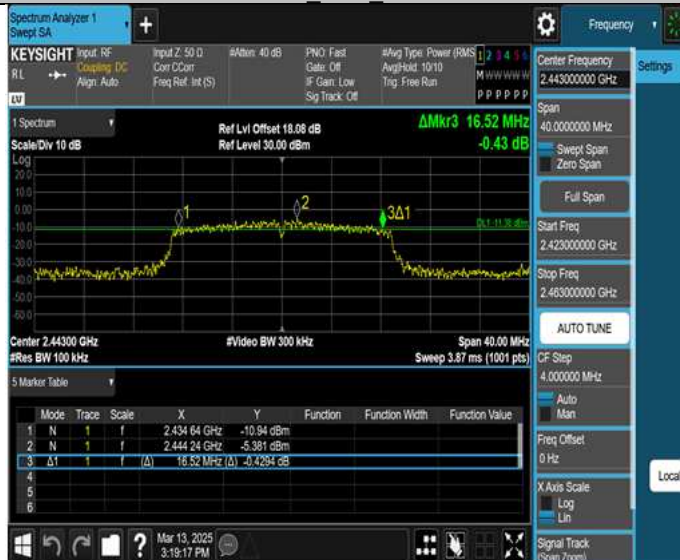 Spectrum Analyzer 1
Swept SA
+
Frequency
KEYSIGHT
Input: RF
Input Z: 50 Ω
#Atten: 40 dB
PNO: Fast
#Avg Type: Power (RMS
1 2 3 4 5 6
RL
Coupling: DC
Corr CCorr
Gate: Off
Avg|Hold: 10/10
M W W W W W
Align: Auto
Freq Ref: Int (S)
IF Gain: Low
Trig: Free Run
P P P P P P
Sig Track: Off
LV
Center Frequency
2.443000000 GHz
Settings
Span
40.0000000 MHz
Swept Span
Zero Span
Full Span
Start Freq
2.423000000 GHz
Stop Freq
2.463000000 GHz
AUTO TUNE
CF Step
4.000000 MHz
Auto
Man
Freq Offset
0 Hz
X Axis Scale
Log
Lin
Local
Signal Track
(Span Zoom)
1 Spectrum
Ref Lvl Offset 18.08 dB
ΔMkr3 16.52 MHz
Scale/Div 10 dB
Ref Level 30.00 dBm
-0.43 dB
Log
20.0
10.0
0.00
-10.0
-20.0
-30.0
-40.0
-50.0
-60.0
1
2
3Δ1
DL1 -11.38 dBm
Center 2.44300 GHz
#Video BW 300 kHz
Span 40.00 MHz
#Res BW 100 kHz
Sweep 3.87 ms (1001 pts)
5 Marker Table
Mode Trace Scale X Y Function Function Width Function Value
1 N 1 f 2.434 64 GHz -10.94 dBm
2 N 1 f 2.444 24 GHz -5.381 dBm
3 Δ1 1 f (Δ) 16.52 MHz (Δ) -0.4294 dB
4
5
6
?
Mar 13, 2025
3:19:17 PM